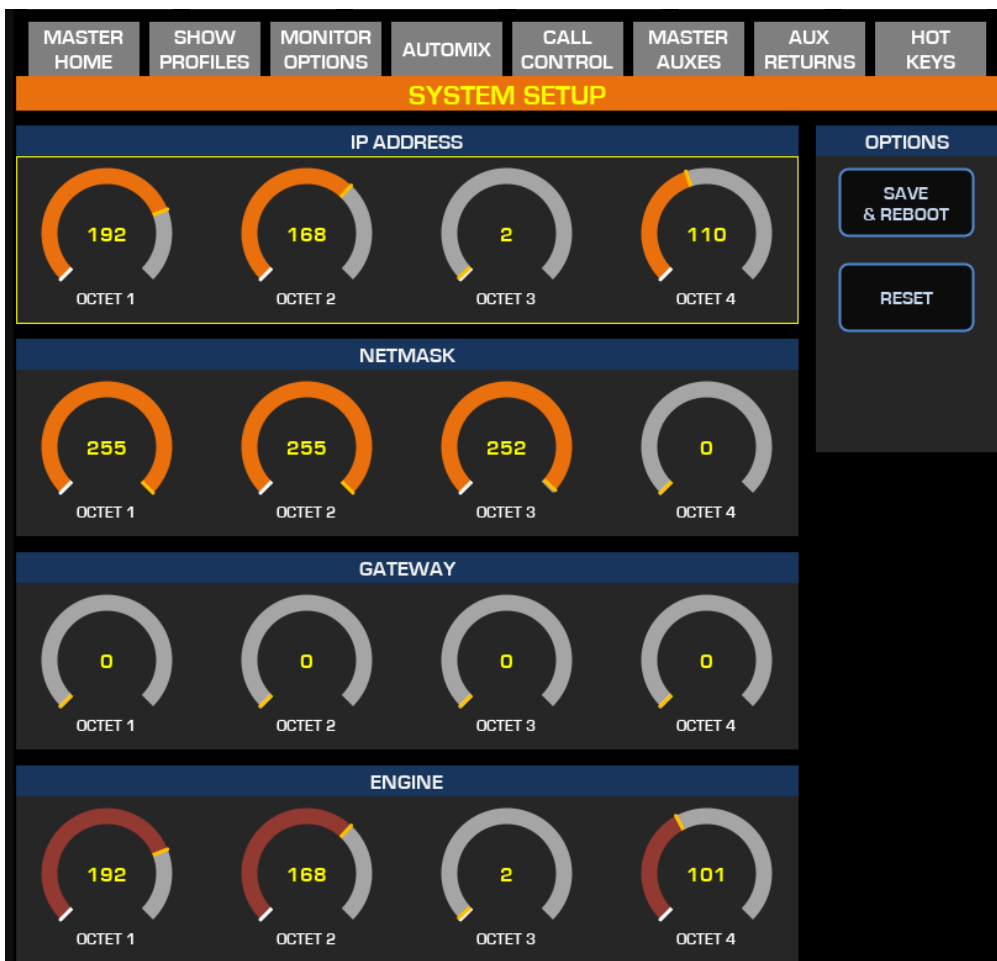 MASTER HOME
SHOW PROFILES
MONITOR OPTIONS
AUTOMIX
CALL CONTROL
MASTER AUXES
AUX RETURNS
HOT KEYS
SYSTEM SETUP
IP ADDRESS
192
168
2
110
OCTET 1
OCTET 2
OCTET 3
OCTET 4
OPTIONS
SAVE
& REBOOT
RESET
NETMASK
255
255
252
0
OCTET 1
OCTET 2
OCTET 3
OCTET 4
GATEWAY
0
0
0
0
OCTET 1
OCTET 2
OCTET 3
OCTET 4
ENGINE
192
168
2
101
OCTET 1
OCTET 2
OCTET 3
OCTET 4